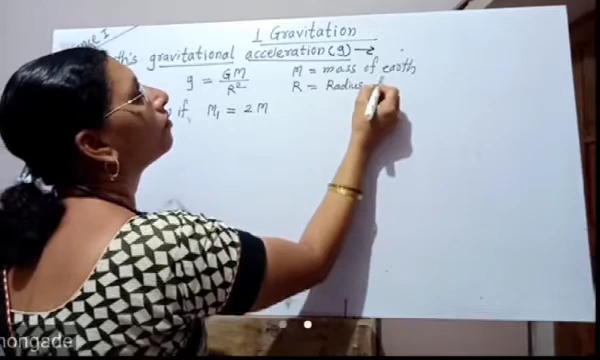 1 Gravitation
gravitational acceleration (g) →
g = GM / R² M = mass of earth
R = Radius
if, M₁ = 2M